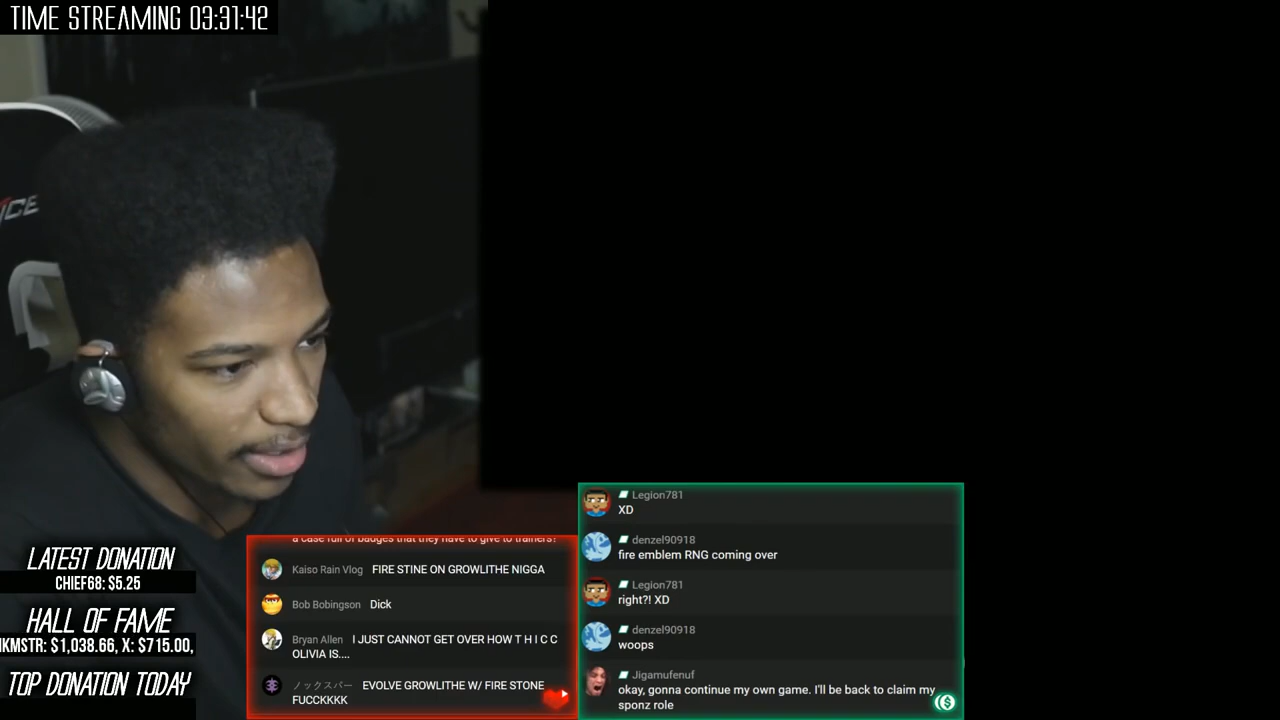 TIME STREAMING 03:31:42
ICE
LATEST DONATION
CHIEF68: $5.25
HALL OF FAME
KMSTR: $1,038.66, X: $715.00,
TOP DONATION TODAY
a case full of badges that they have to give to trainers?
Kaiso Rain Vlog FIRE STINE ON GROWLITHE NIGGA
Bob Bobingson Dick
Bryan Allen I JUST CANNOT GET OVER HOW T H I C C
OLIVIA IS....
ノックスバー EVOLVE GROWLITHE W/ FIRE STONE
FUCCKKKK
Legion781
XD
denzel90918
fire emblem RNG coming over
Legion781
right?! XD
denzel90918
woops
Jigamufenuf
okay, gonna continue my own game. I'll be back to claim my
sponz role